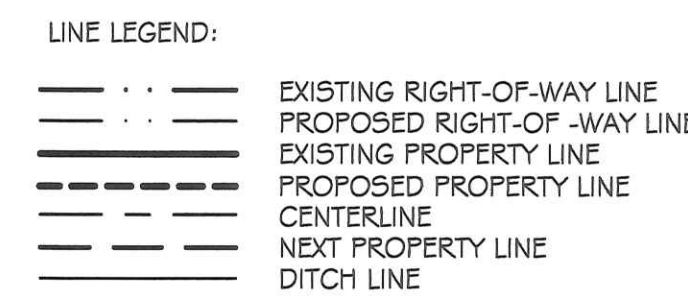 LINE LEGEND:
EXISTING RIGHT-OF-WAY LINE
PROPOSED RIGHT-OF -WAY LINE
EXISTING PROPERTY LINE
PROPOSED PROPERTY LINE
CENTERLINE
NEXT PROPERTY LINE
DITCH LINE